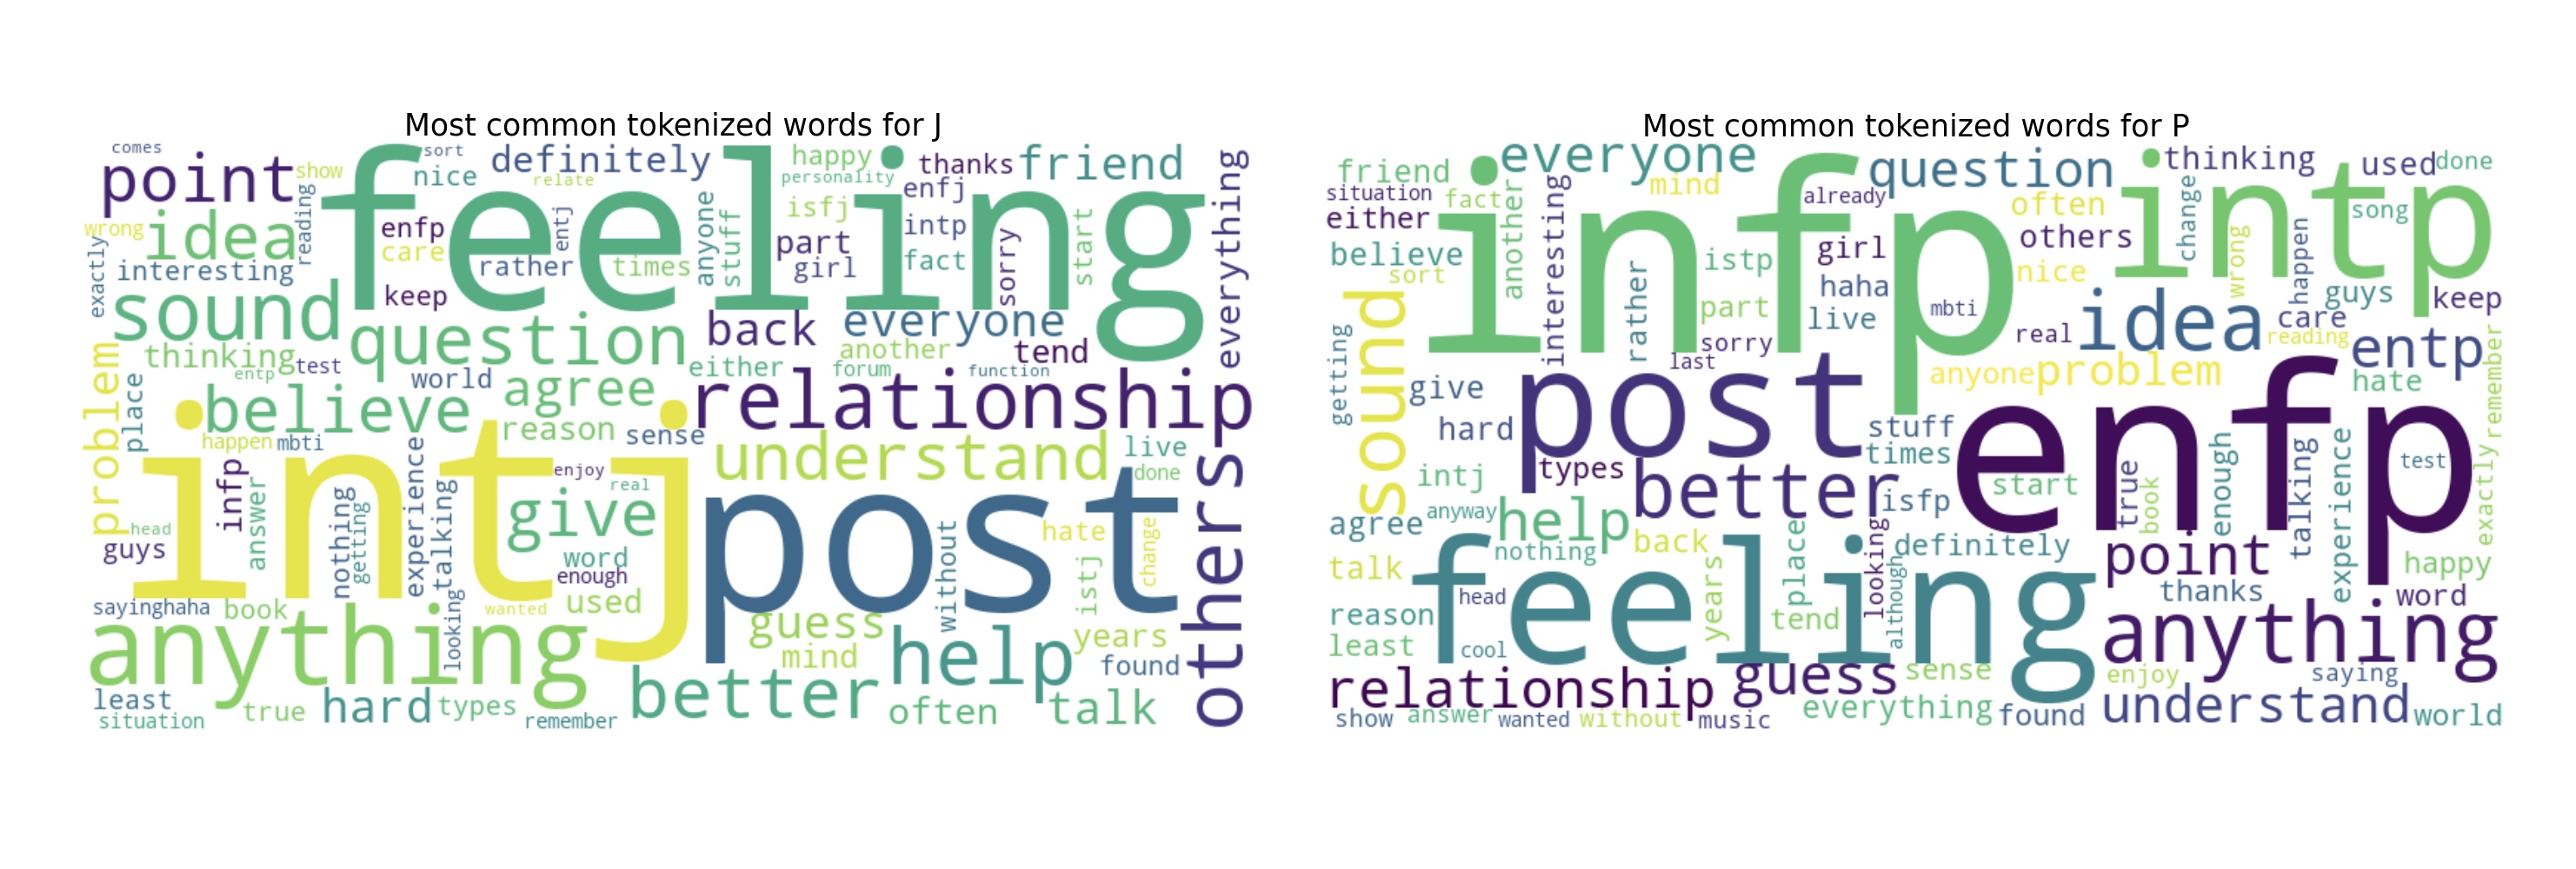 Most common tokenized words for J
comes
sort
definitely
happy
thanks
friend
point
show
nice
relate
personality
enfj
everything
feeling
reading
wrong
idea
enfp
entj
anyone
stuff
isfj
intp
start
care
part
girl
fact
sorry
exactly
interesting
rather
times
keep
sound
question
back
everyone
thinking
entp
test
another
tend
either
forum
function
problem
place
world
agree
relationship
believe
happen
mbti
reason
sense
understand
live
done
others
intj
post
infp
answer
experience
enjoy
real
give
head
guys
nothing
getting
talking
word
enough
without
hate
istj
change
saying
haha
book
looking
wanted
used
guess
mind
help
years
found
anything
least
situation
true
hard
types
remember
better
often
talk
Most common tokenized words for P
friend
everyone
question
thinking
used
done
situation
fact
mind
already
often
song
either
another
interesting
infp
intp
believe
sort
istp
girl
others
change
wrong
happen
nice
haha
guys
keep
rather
part
live
mbti
care
sound
getting
sorry
last
real
idea
reading
entp
remember
give
post
anyone
problem
hate
hard
stuff
times
enfp
intj
types
better
isfp
start
true
book
enough
talking
experience
test
exactly
agree
anyway
help
nothing
back
place
looking
although
definitely
point
happy
talk
feeling
head
years
thanks
word
reason
tend
anything
least
cool
relationship
guess
sense
enjoy
saying
show
answer
wanted
without
music
everything
found
understand
world